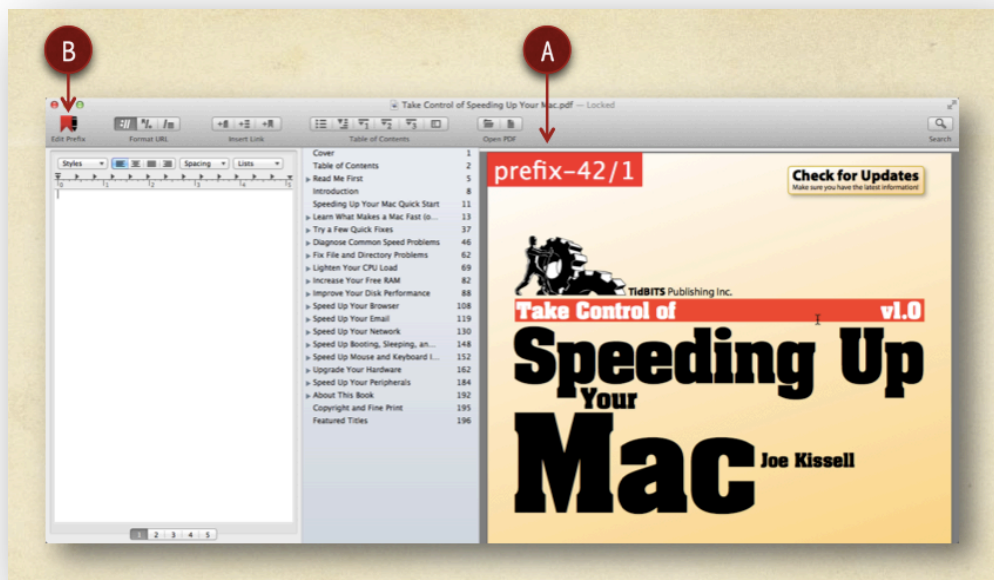 B
A
Take Control of Speeding Up Your Mac.pdf — Locked
Edit Prefix
Format URL
Insert Link
Table of Contents
Open PDF
Search
Styles
Spacing
Lists
0 1 2 3 4 5
Cover 1
Table of Contents 2
Read Me First 5
Introduction 8
Speeding Up Your Mac Quick Start 11
Learn What Makes a Mac Fast (o... 13
Try a Few Quick Fixes 37
Diagnose Common Speed Problems 46
Fix File and Directory Problems 62
Lighten Your CPU Load 69
Increase Your Free RAM 82
Improve Your Disk Performance 88
Speed Up Your Browser 108
Speed Up Your Email 119
Speed Up Your Network 130
Speed Up Booting, Sleeping, an... 148
Speed Up Mouse and Keyboard I... 152
Upgrade Your Hardware 162
Speed Up Your Peripherals 184
About This Book 192
Copyright and Fine Print 195
Featured Titles 196
1 2 3 4 5
prefix-42/1
Check for Updates
Make sure you have the latest information!
TidBITS Publishing Inc.
Take Control of v1.0
Speeding Up
Your
Mac
Joe Kissell